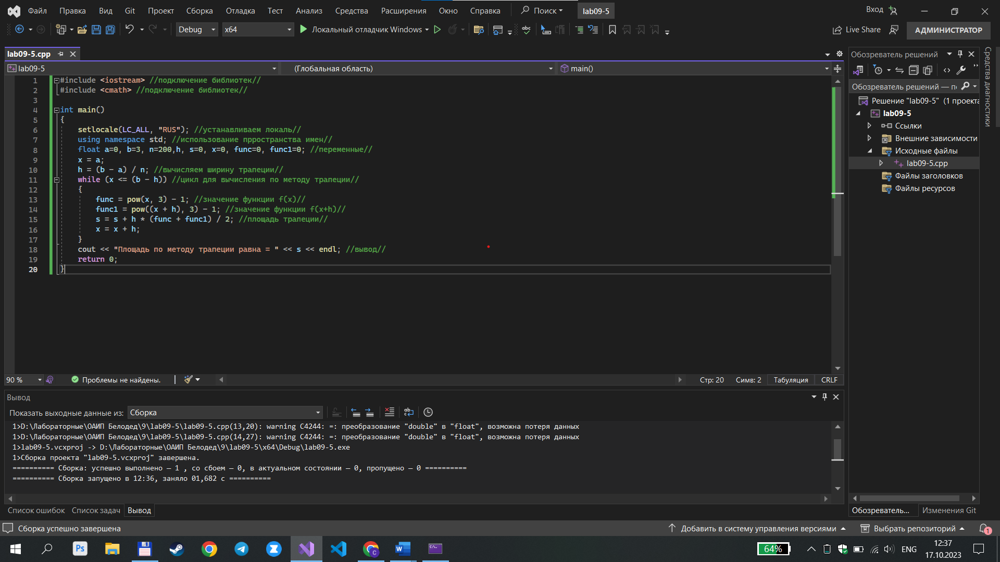 Файл Правка Вид Git Проект Сборка Отладка Тест Анализ Средства Расширения Окно Справка Поиск lab09-5 Вход
Debug x64 Локальный отладчик Windows Live Share АДМИНИСТРАТОР
lab09-5.cpp
lab09-5 (Глобальная область) main()
1 #include <iostream> //подключение библиотек//
2 #include <cmath> //подключение библиотек//
3
4 int main()
5 {
6 setlocale(LC_ALL, "RUS"); //устанавливаем локаль//
7 using namespace std; //использование прпространства имен//
8 float a=0, b=3, n=200,h, s=0, x=0, func=0, func1=0; //переменные//
9 x = a;
10 h = (b - a) / n; //вычисляем ширину трапеции//
11 while (x <= (b - h)) //цикл для вычисления по методу трапеции//
12 {
13 func = pow(x, 3) - 1; //значение функции f(x)//
14 func1 = pow((x + h), 3) - 1; //значение функции f(x+h)//
15 s = s + h * (func + func1) / 2; //площадь трапеции//
16 x = x + h;
17 }
18 cout << "Площадь по методу трапеции равна = " << s << endl; //вывод//
19 return 0;
20 }
90 % Проблемы не найдены. Стр: 20 Симв: 2 Табуляция CRLF
Вывод
Показать выходные данные из: Сборка
1>D:\Лабораторные\ОАИП Белодед\9\lab09-5\lab09-5.cpp(13,20): warning C4244: =: преобразование "double" в "float", возможна потеря данных
1>D:\Лабораторные\ОАИП Белодед\9\lab09-5\lab09-5.cpp(14,27): warning C4244: =: преобразование "double" в "float", возможна потеря данных
1>lab09-5.vcxproj -> D:\Лабораторные\ОАИП Белодед\9\lab09-5\x64\Debug\lab09-5.exe
1>Сборка проекта "lab09-5.vcxproj" завершена.
========== Сборка: успешно выполнено — 1 , со сбоем — 0, в актуальном состоянии — 0, пропущено — 0 ==========
========== Сборка запущено в 12:36, заняло 01,682 с ==========
Список ошибок Список задач Вывод
Обозреватель решений
Обозреватель решений — п
Решение "lab09-5" (1 проекта
lab09-5
Ссылки
Внешние зависимости
Исходные файлы
lab09-5.cpp
Файлы заголовков
Файлы ресурсов
Обозреватель... Изменения Git
Средства диагностики
Сборка успешно завершена Добавить в систему управления версиями Выбрать репозиторий 1
Ps 64% ENG 12:37
17.10.2023